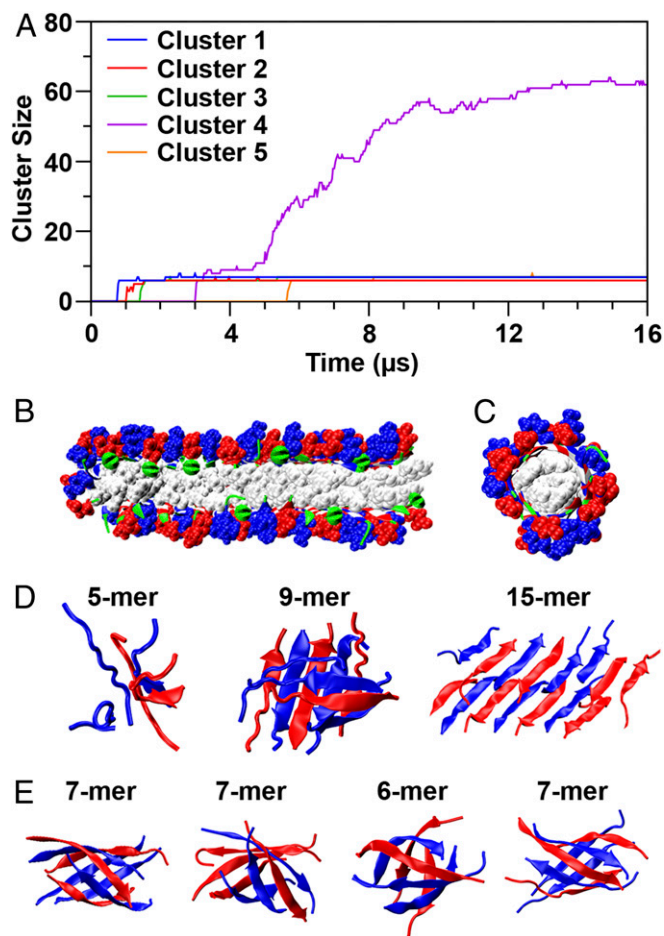 A
80
60
40
20
0
Cluster Size
Cluster 1
Cluster 2
Cluster 3
Cluster 4
Cluster 5
0 4 8 12 16
Time (µs)
B
C
D
5-mer 9-mer 15-mer
E
7-mer 7-mer 6-mer 7-mer